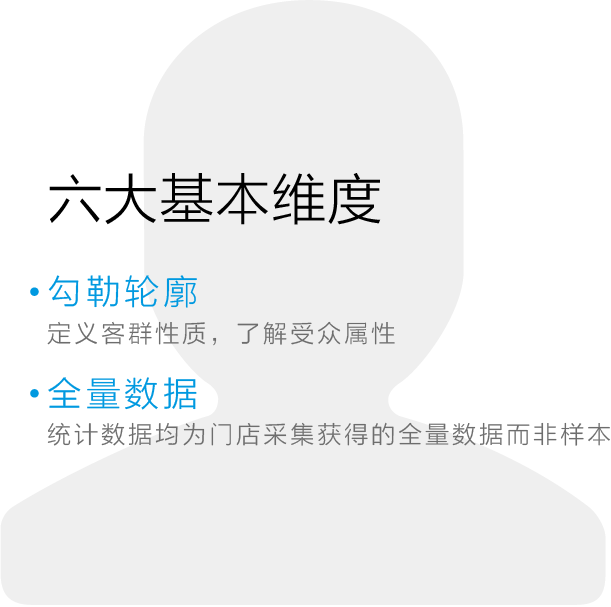 六大基本维度
• 勾勒轮廓
定义客群性质，了解受众属性
• 全量数据
统计数据均为门店采集获得的全量数据而非样本